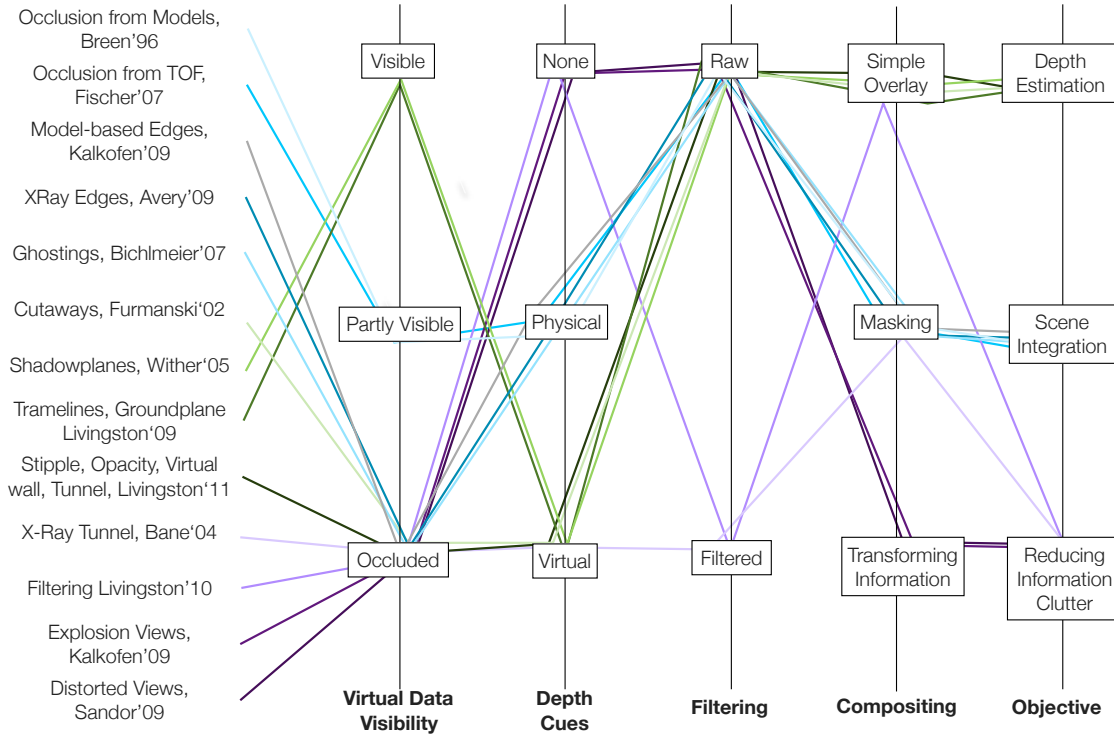 Occlusion from Models,
Breen’96
Occlusion from TOF,
Fischer’07
Model-based Edges,
Kalkofen’09
XRay Edges, Avery’09
Ghostings, Bichlmeier’07
Cutaways, Furmanski‘02
Shadowplanes, Wither‘05
Tramelines, Groundplane
Livingston‘09
Stipple, Opacity, Virtual
wall, Tunnel, Livingston‘11
X-Ray Tunnel, Bane‘04
Filtering Livingston’10
Explosion Views,
Kalkofen’09
Distorted Views,
Sandor’09
Visible
Partly Visible
Occluded
Virtual Data
Visibility
None
Physical
Virtual
Depth
Cues
Raw
Filtered
Filtering
Simple
Overlay
Masking
Transforming
Information
Compositing
Depth
Estimation
Scene
Integration
Reducing
Information
Clutter
Objective